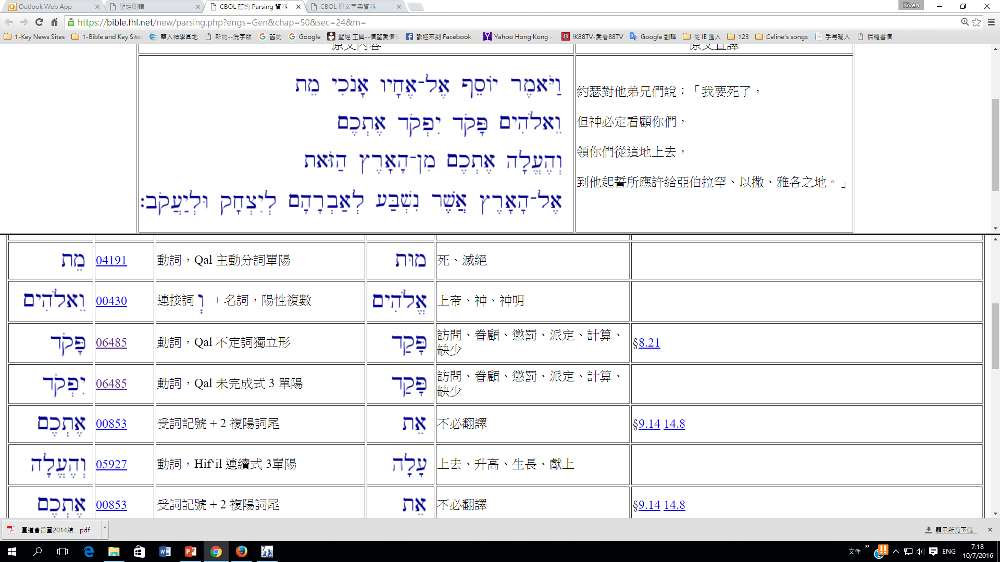 Outlook Web App
聖經閱讀
CBOL 舊約 Parsing 資料
CBOL 原文字典資料
Kiven
https://bible.fhl.net/new/parsing.php?engs=Gen&chap=50&sec=24&m=
1-Key News Sites
1-Bible and Key Site
華人神學園地
新約--洗字版
舊約
Google
聖經 工具--信望愛信
歡迎來到 Facebook
Yahoo Hong Kong -
IK88TV-愛看88TV
Google 翻譯
從 IE 匯入
123
Celine's songs
手写输入
保羅書信
原文內容
原文直譯
וַיֹּאמֶר יוֹסֵף אֶל-אֶחָיו אָנֹכִי מֵת
וֵאלֹהִים פָּקֹד יִפְקֹד אֶתְכֶם
וְהֶעֱלָה אֶתְכֶם מִן-הָאָרֶץ הַזֹּאת
אֶל-הָאָרֶץ אֲשֶׁר נִשְׁבַּע לְאַבְרָהָם לְיִצְחָק וּלְיַעֲקֹב:
約瑟對他弟兄們說：「我要死了，
但神必定看顧你們，
領你們從這地上去，
到他起誓所應許給亞伯拉罕、以撒、雅各之地。」
מֵת 04191 動詞，Qal 主動分詞單陽 מוּת 死、滅絕
וֵאלֹהִים 00430 連接詞 וְ + 名詞，陽性複數 אֱלֹהִים 上帝、神、神明
פָּקֹד 06485 動詞，Qal 不定詞獨立形 פָּקַד 訪問、眷顧、懲罰、派定、計算、
缺少 §8.21
יִפְקֹד 06485 動詞，Qal 未完成式 3 單陽 פָּקַד 訪問、眷顧、懲罰、派定、計算、
缺少
אֶתְכֶם 00853 受詞記號 + 2 複陽詞尾 אֵת 不必翻譯 §9.14 14.8
וְהֶעֱלָה 05927 動詞，Hif'il 連續式 3單陽 עָלָה 上去、升高、生長、獻上
אֶתְכֶם 00853 受詞記號 + 2 複陽詞尾 אֵת 不必翻譯 §9.14 14.8
宣道會普查2014結....pdf
顯示所有下載...
文件
ENG
7:18
10/7/2016